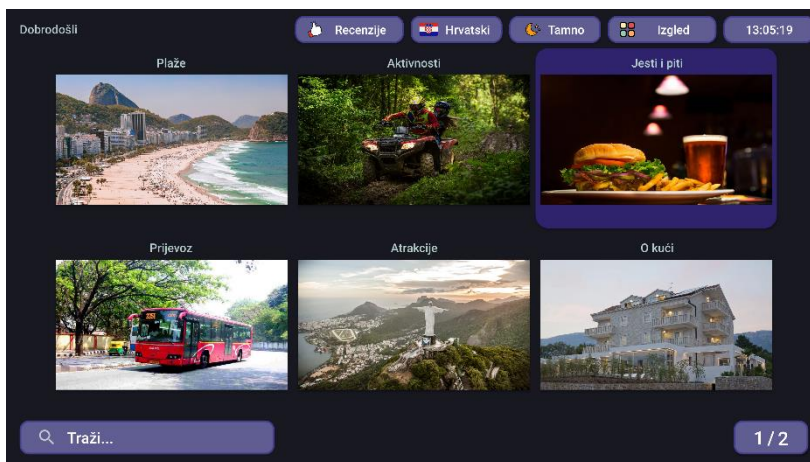 Dobrodošli
Recenzije
Hrvatski
Tamno
Izgled
13:05:19
Plaže
Aktivnosti
Jesti i piti
Prijevoz
Atrakcije
O kući
Traži...
1/2